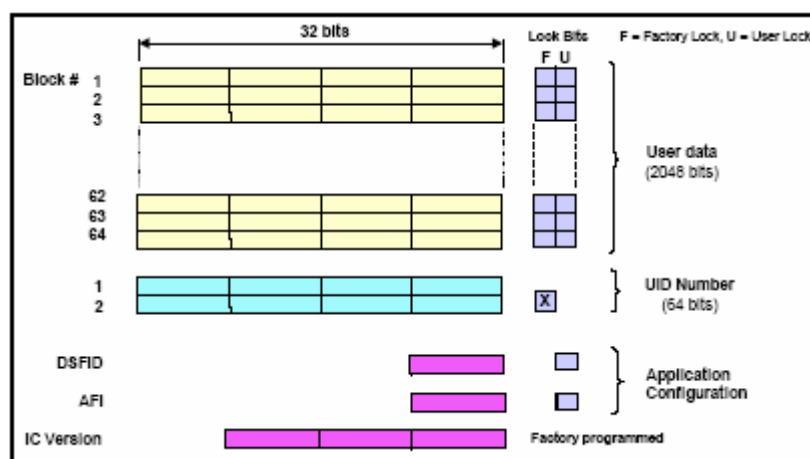 32 bits
Lock Bits
F = Factory Lock, U = User Lock
F U
Block # 1
2
3
User data
(2048 bits)
62
63
64
1
2
X
UID Number
(64 bits)
DSFID
AFI
Application
Configuration
IC Version
Factory programmed